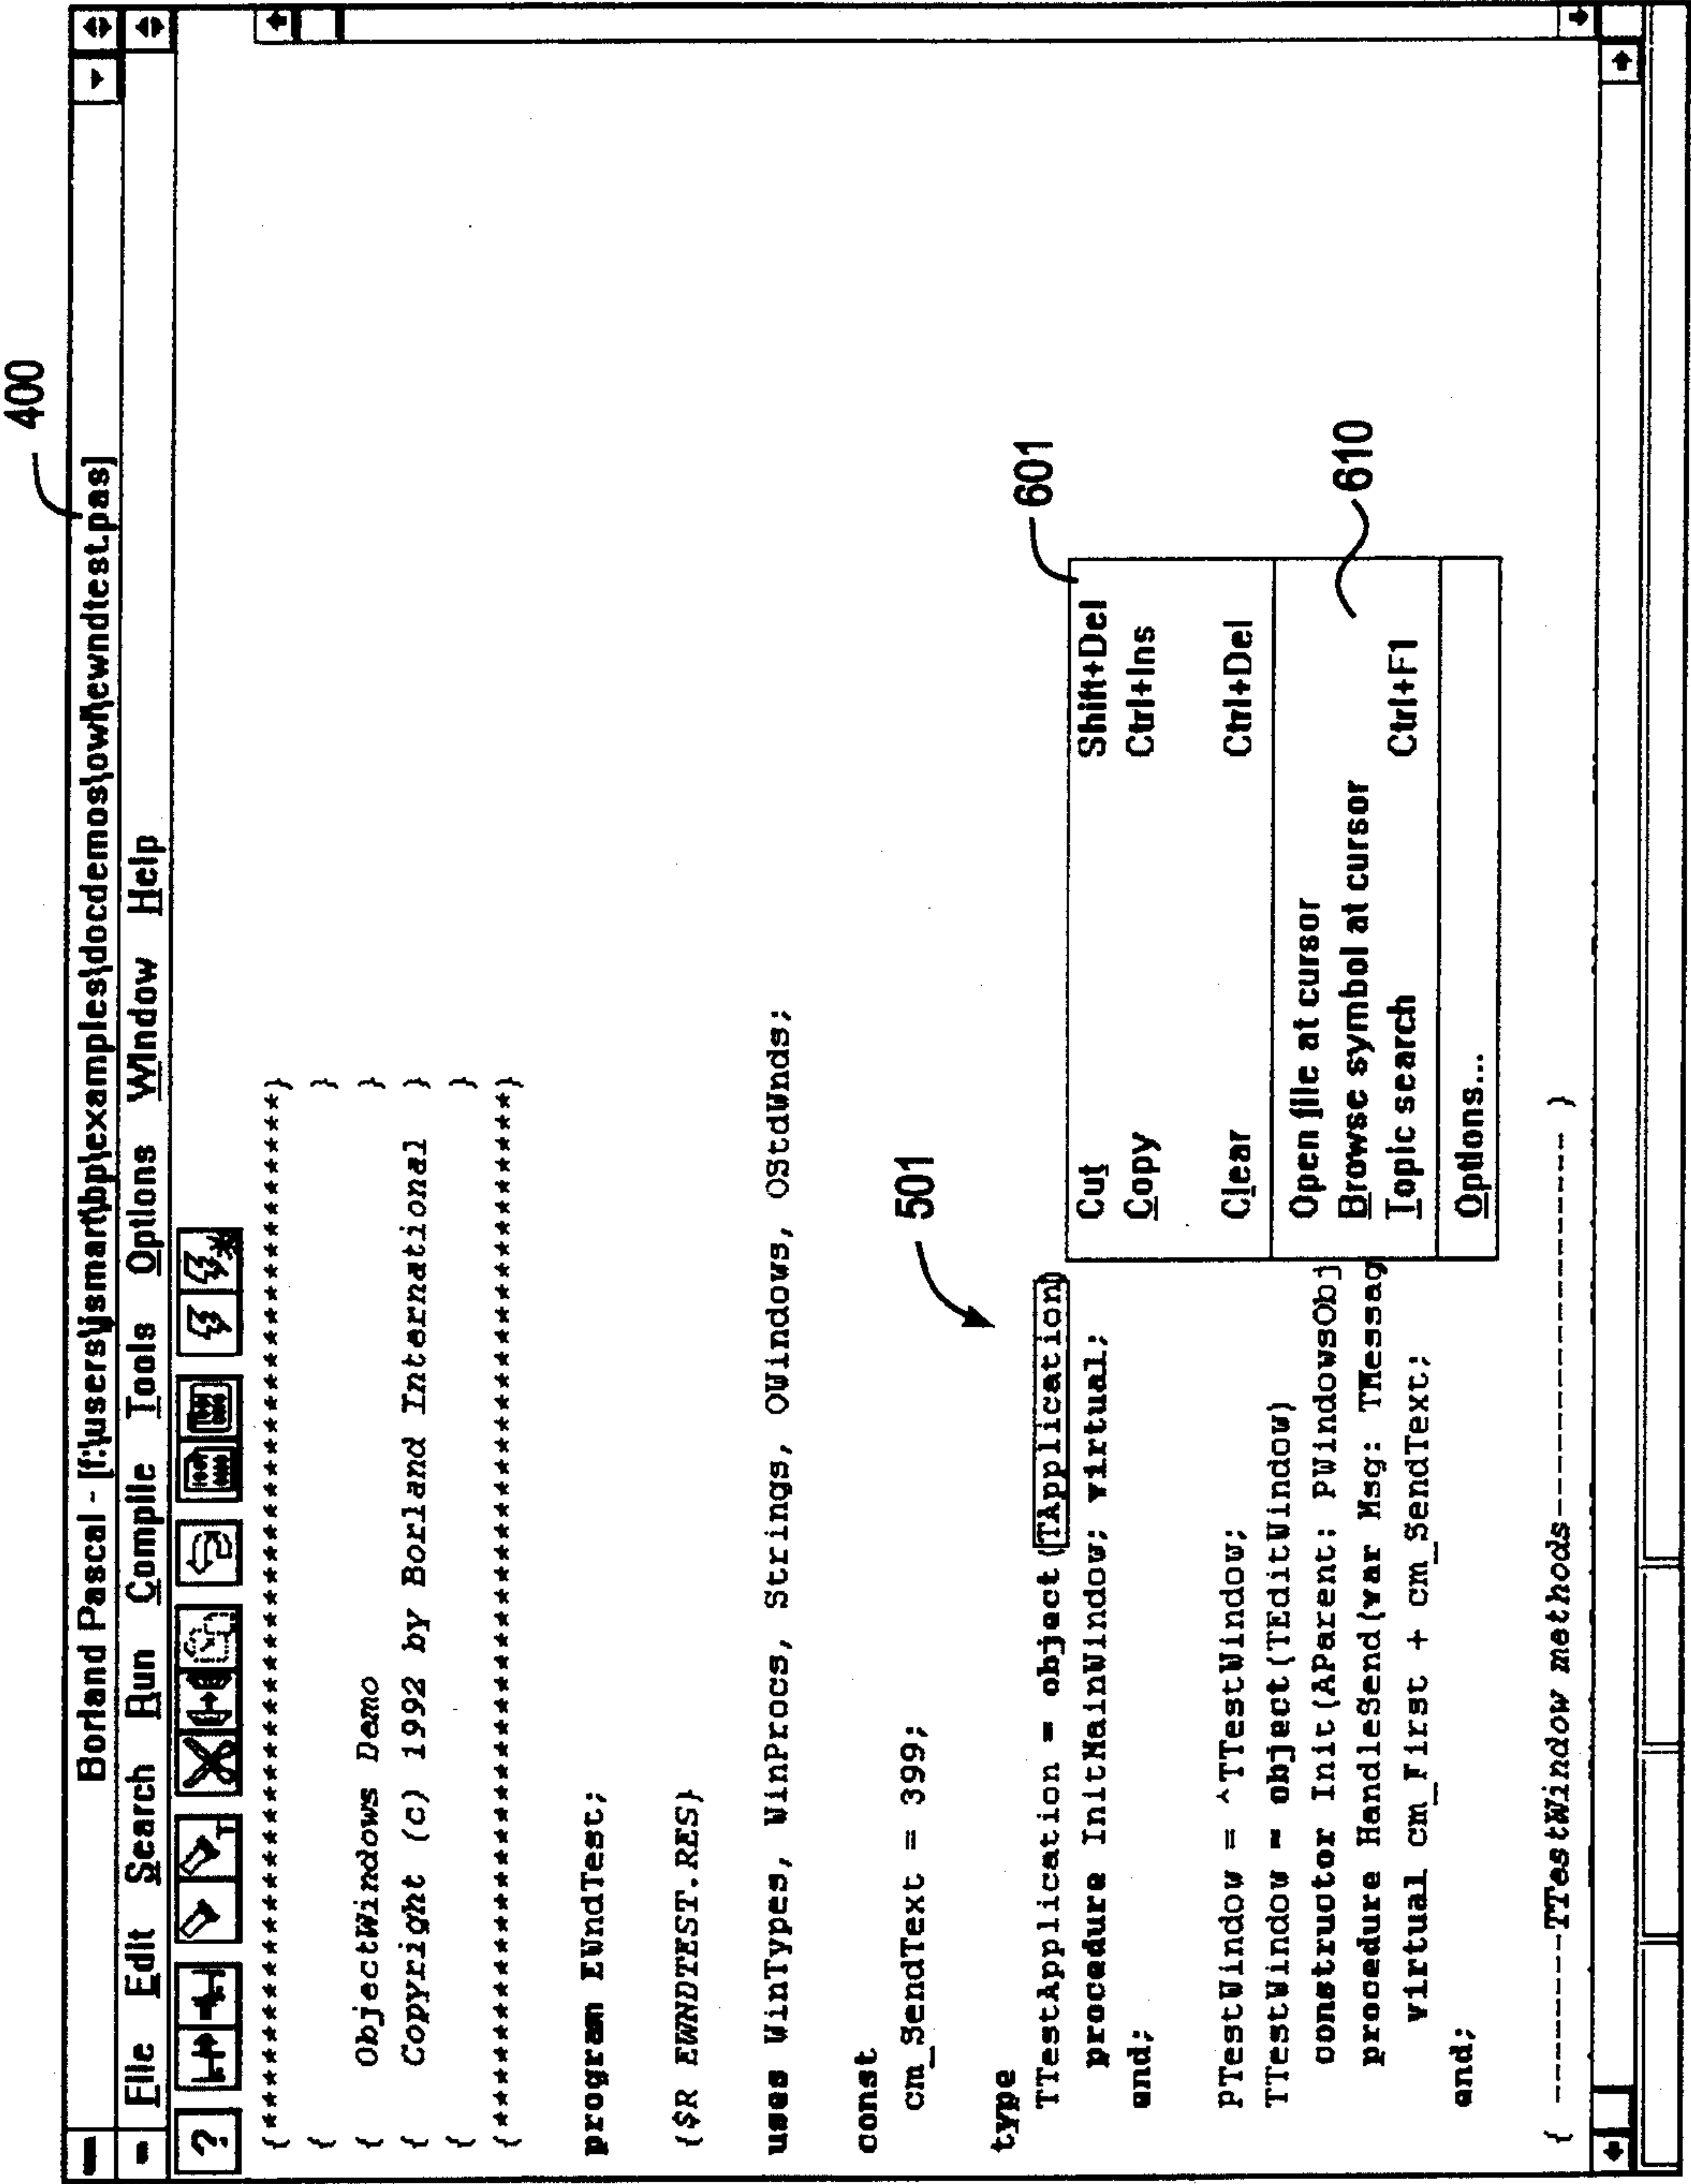 400
Borland Pascal - [f:\users\jsmart\bp\examples\docdemos\owl\ewndtest.pas]
File Edit Search Run Compile Tools Options Window Help
?
{***********************************************}
{ }
{ ObjectWindows Demo }
{ Copyright (c) 1992 by Borland International }
{ }
{***********************************************}
program EWndTest;
{$R EWNDTEST.RES}
uses WinTypes, WinProcs, Strings, OWindows, OStdWnds;
const
cm_SendText = 399;
501
type
TTestApplication = object(TApplication)
procedure InitMainWindow; virtual;
end;
PTestWindow = ^TTestWindow;
TTestWindow = object(TEditWindow)
constructor Init(AParent: PWindowsObj
procedure HandleSend(var Msg: TMessag
virtual cm_First + cm_SendText;
end;
601
Cut Shift+Del
Copy Ctrl+Ins
Clear Ctrl+Del
610
Open file at cursor
Browse symbol at cursor
Topic search Ctrl+F1
Options...
{ --------TTestWindow methods------------------ }